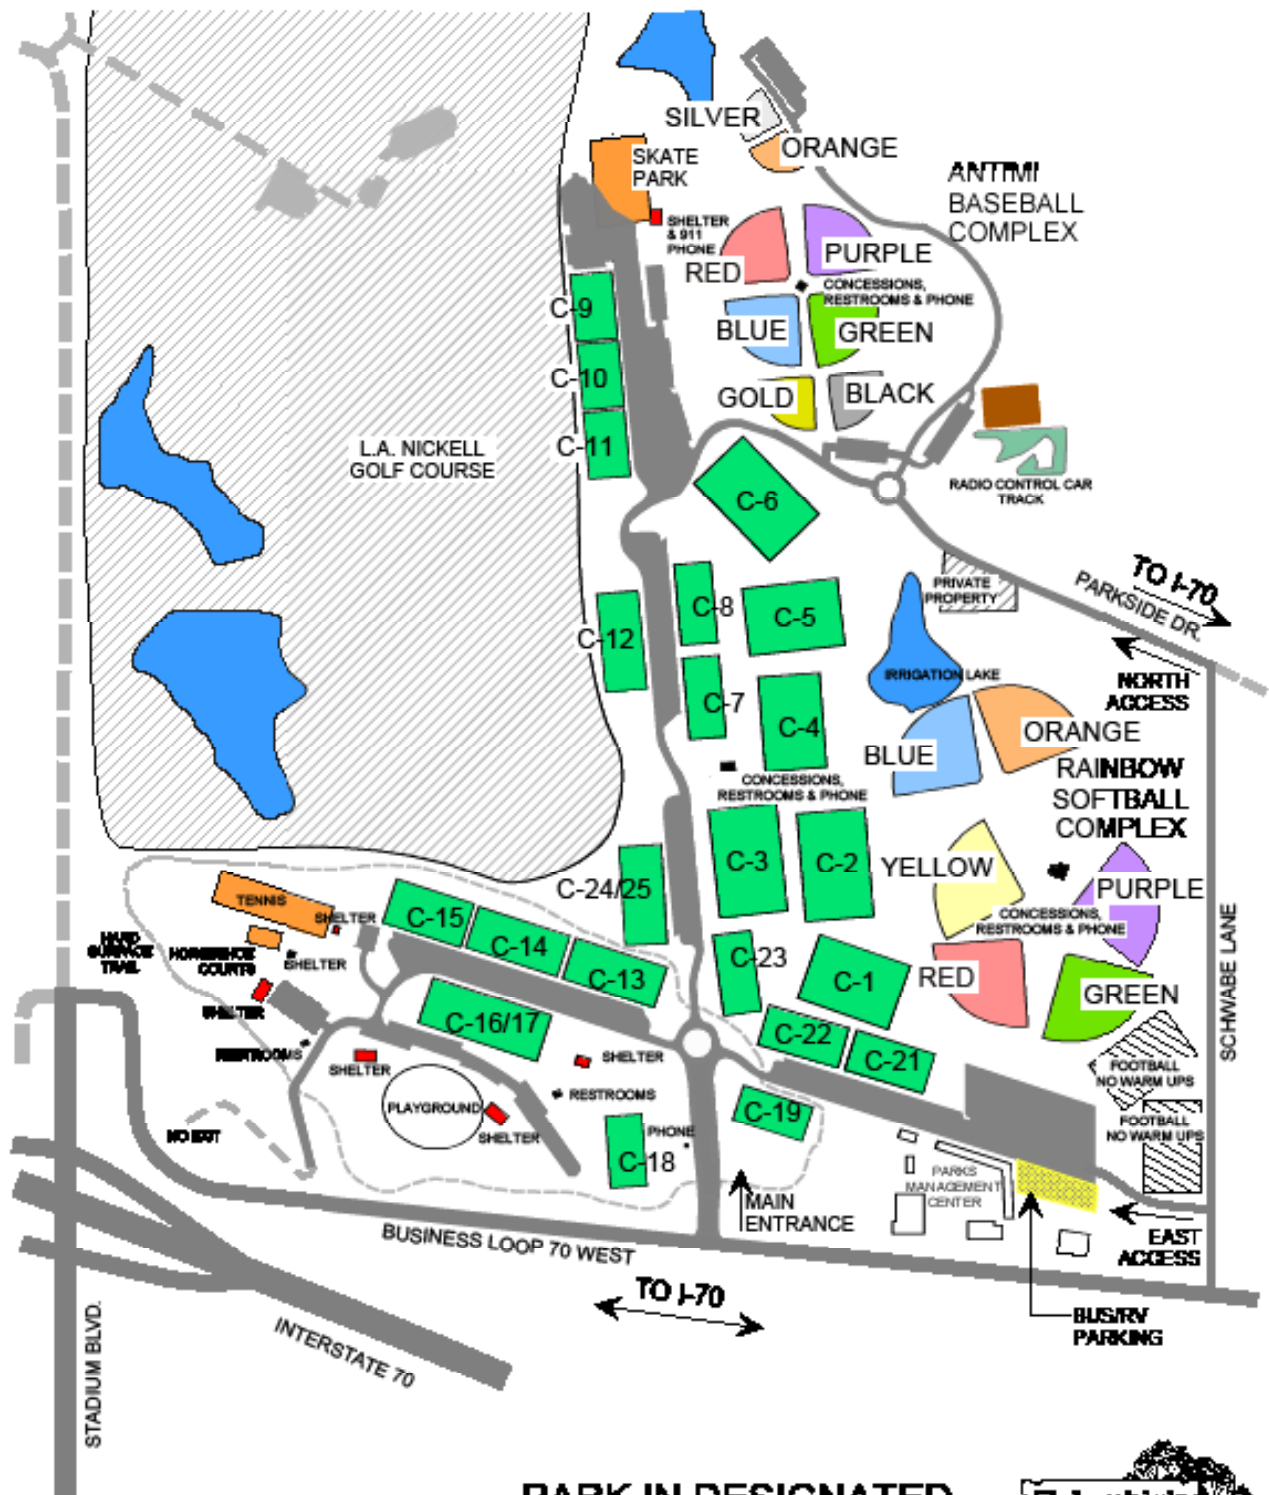 SILVER
ORANGE
SKATE
PARK
ANTIMI
BASEBALL
COMPLEX
SHELTER
& 911
PHONE
PURPLE
RED
CONCESSIONS,
RESTROOMS & PHONE
C-9
BLUE
GREEN
C-10
GOLD
BLACK
C-11
L.A. NICKELL
GOLF COURSE
RADIO CONTROL CAR
TRACK
C-6
TO I-70
PARKSIDE DR.
PRIVATE
PROPERTY
C-8
C-5
C-12
IRRIGATION LAKE
NORTH
ACCESS
C-7
C-4
ORANGE
BLUE
RAINBOW
SOFTBALL
COMPLEX
CONCESSIONS,
RESTROOMS & PHONE
C-3
C-2
YELLOW
PURPLE
C-24/25
CONCESSIONS,
RESTROOMS & PHONE
TENNIS
SHELTER
C-15
C-14
C-13
HARD
SURFACE
TRAIL
HORSESHOE
COURTS
SHELTER
C-23
C-1
RED
GREEN
SCHWABE LANE
SHELTER
C-16/17
C-22
C-21
RESTROOMS
SHELTER
SHELTER
FOOTBALL
NO WARM UPS
PLAYGROUND
RESTROOMS
C-19
SHELTER
PHONE
FOOTBALL
NO WARM UPS
NO EXIT
C-18
PARKS
MANAGEMENT
CENTER
MAIN
ENTRANCE
EAST
ACCESS
BUSINESS LOOP 70 WEST
TO I-70
BUS/RV
PARKING
INTERSTATE 70
STADIUM BLVD.
PARK IN DESIGNATED